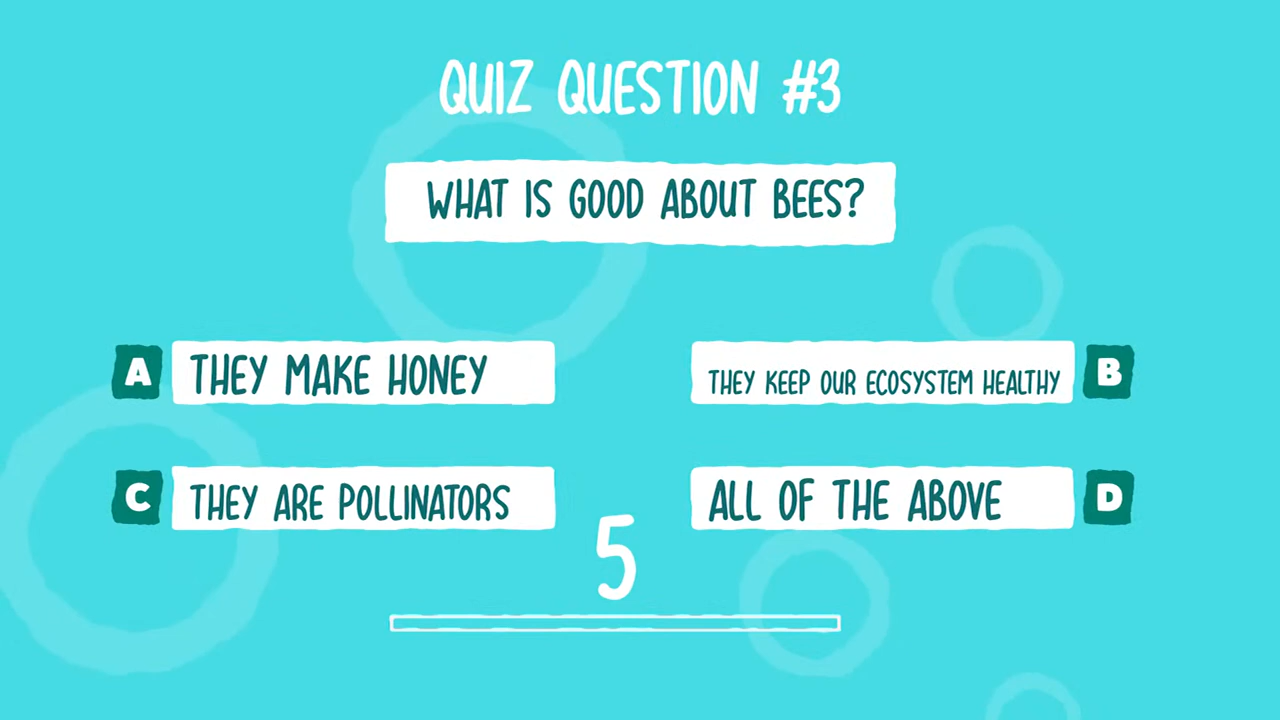 QUIZ QUESTION #3
WHAT IS GOOD ABOUT BEES?
A THEY MAKE HONEY
THEY KEEP OUR ECOSYSTEM HEALTHY B
C THEY ARE POLLINATORS
ALL OF THE ABOVE D
5